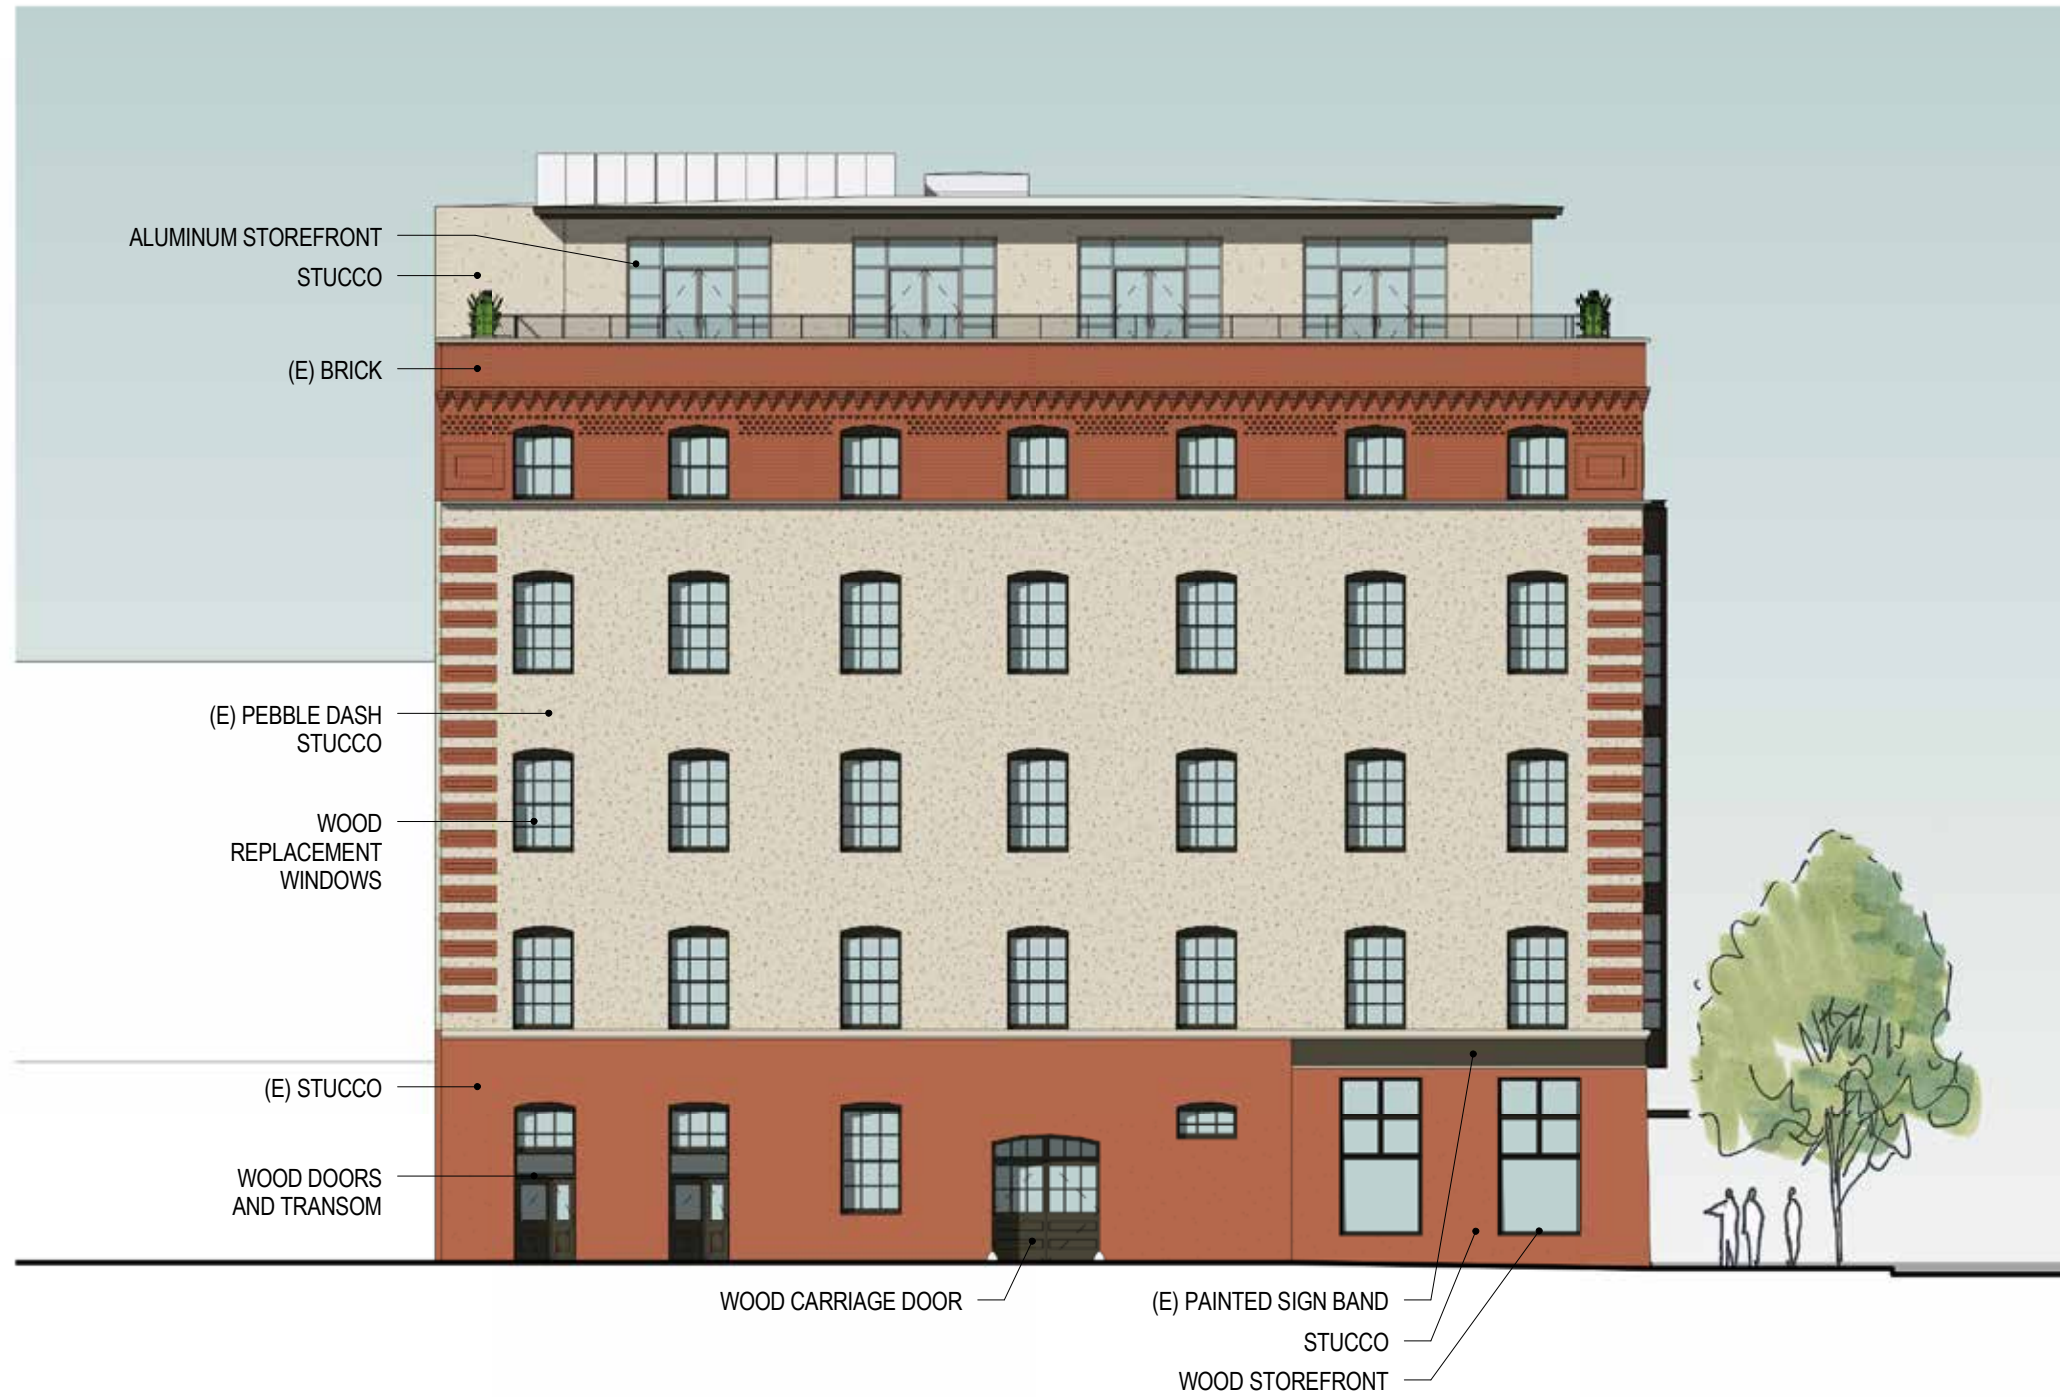 ALUMINUM STOREFRONT
STUCCO
(E) BRICK
(E) PEBBLE DASH
STUCCO
WOOD
REPLACEMENT
WINDOWS
(E) STUCCO
WOOD DOORS
AND TRANSOM
WOOD CARRIAGE DOOR
(E) PAINTED SIGN BAND
STUCCO
WOOD STOREFRONT